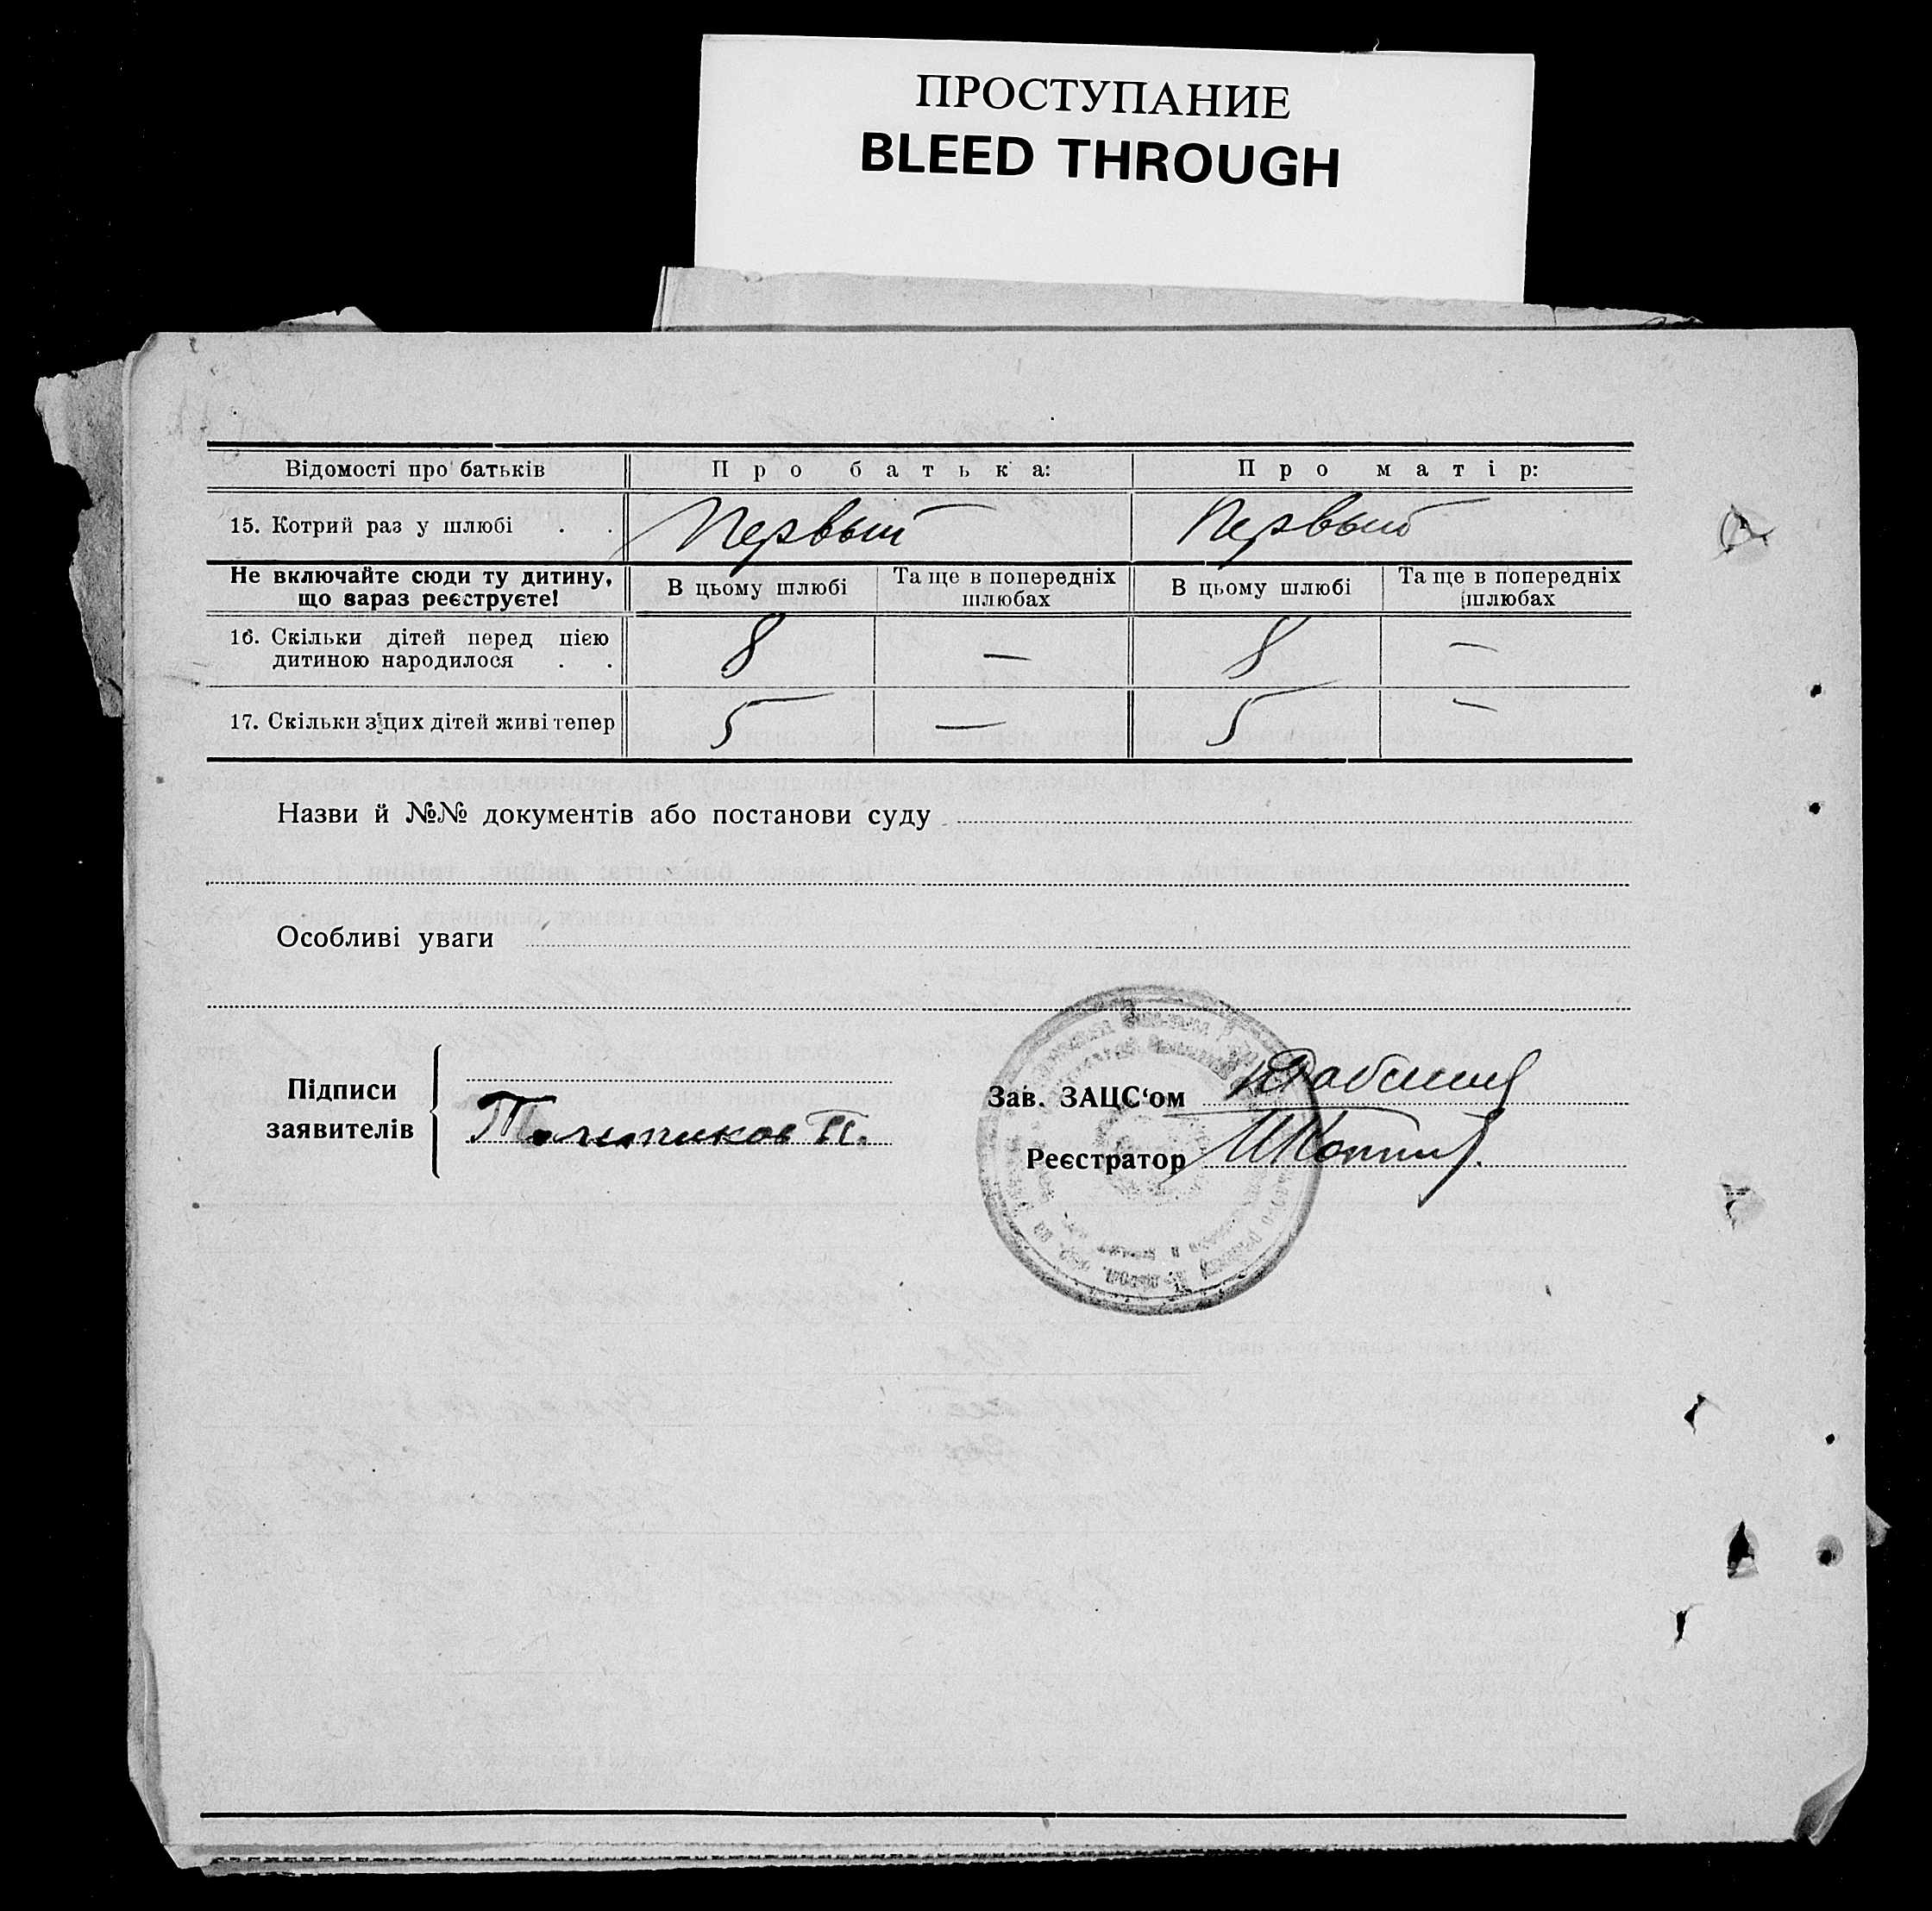 ПРОСТУПАНИЕ
BLEED THROUGH
Відомості про батьків Про батька: Про матір:
15. Котрий раз у шлюбі . . Первый Первый
Не включайте сюди ту дитину, що зараз реєструєте! В цьому шлюбі Та ще в попередніх шлюбах В цьому шлюбі Та ще в попередніх шлюбах
16. Скільки дітей перед цією
дитиною народилося . . 8 — 8 —
17. Скільки з цих дітей живі тепер 5 — 5 —
Назви й №№ документів або постанови суду
Особливі уваги
Підписи
заявителів
Зав. ЗАЦС‘ом
Реєстратор